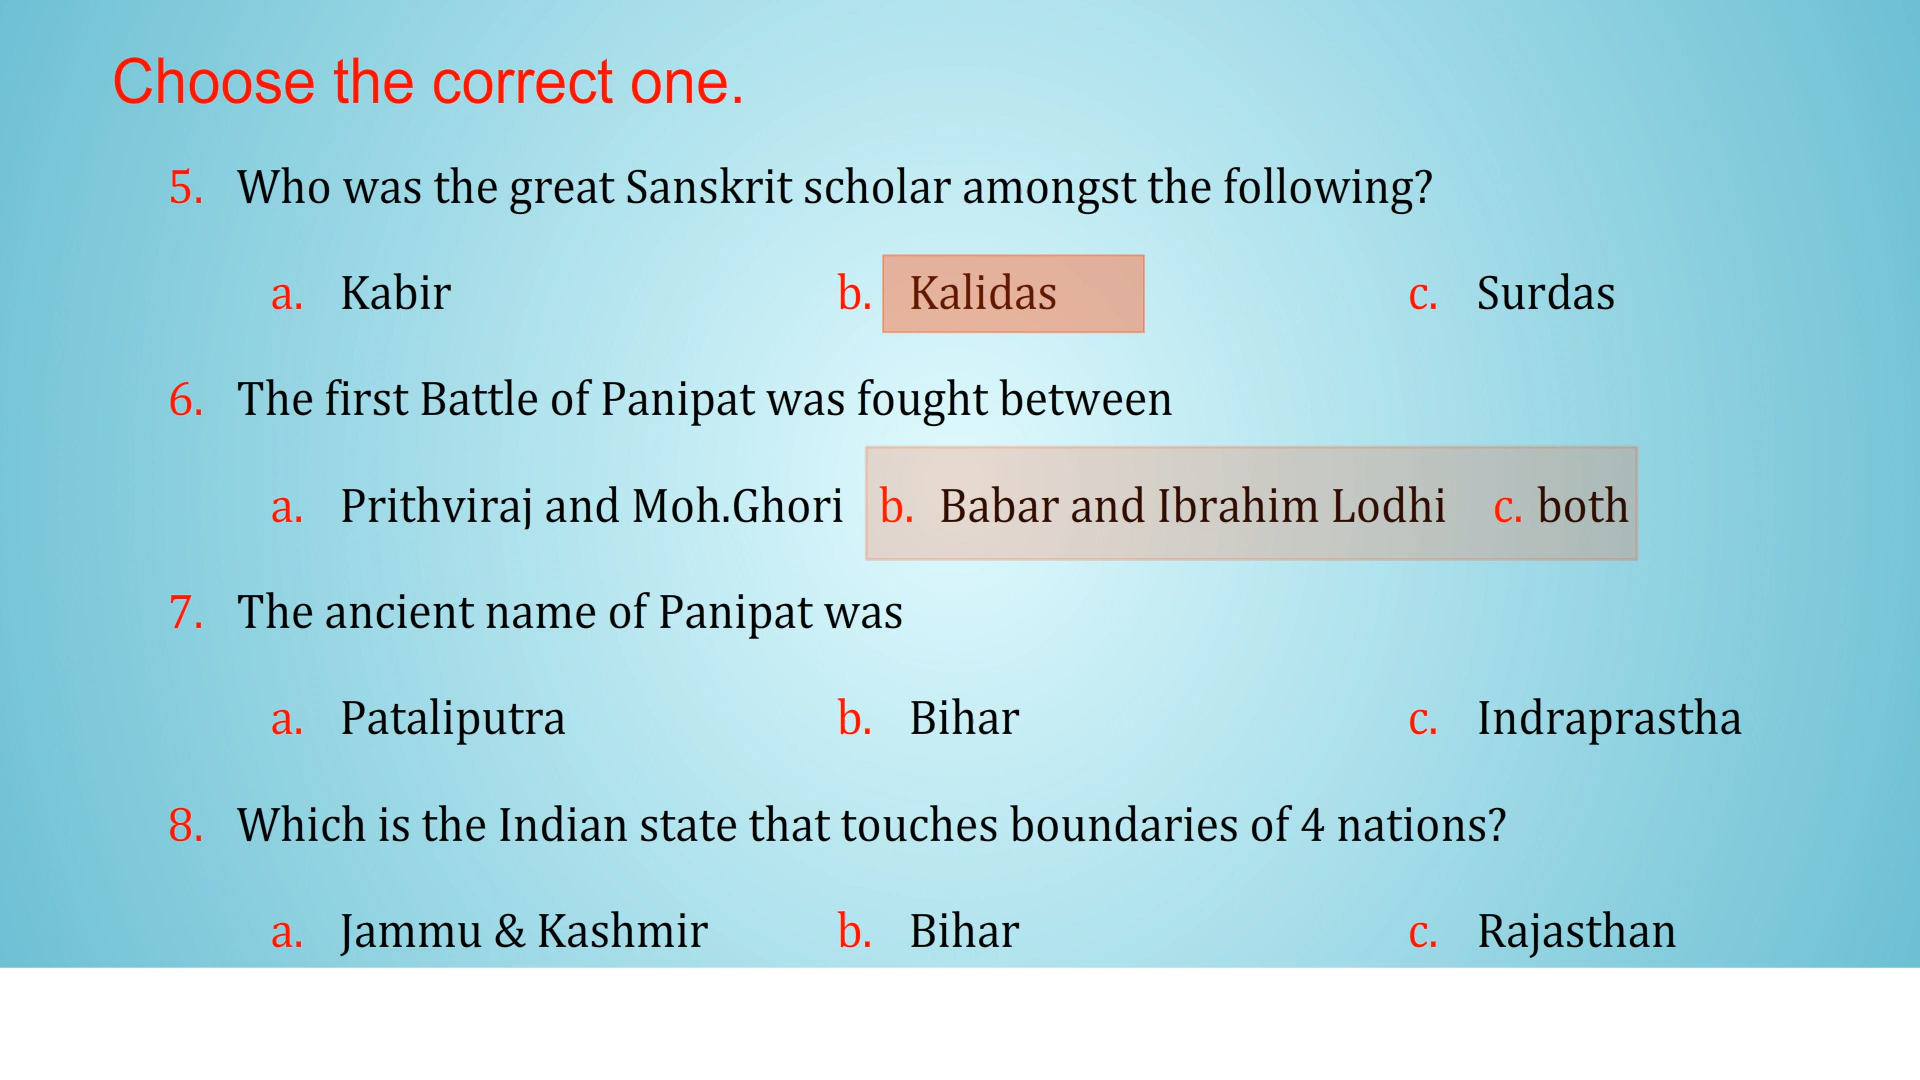 Choose the correct one.
5. Who was the great Sanskrit scholar amongst the following?
a. Kabir b. Kalidas c. Surdas
6. The first Battle of Panipat was fought between
a. Prithviraj and Moh.Ghori b. Babar and Ibrahim Lodhi c. both
7. The ancient name of Panipat was
a. Pataliputra b. Bihar c. Indraprastha
8. Which is the Indian state that touches boundaries of 4 nations?
a. Jammu & Kashmir b. Bihar c. Rajasthan